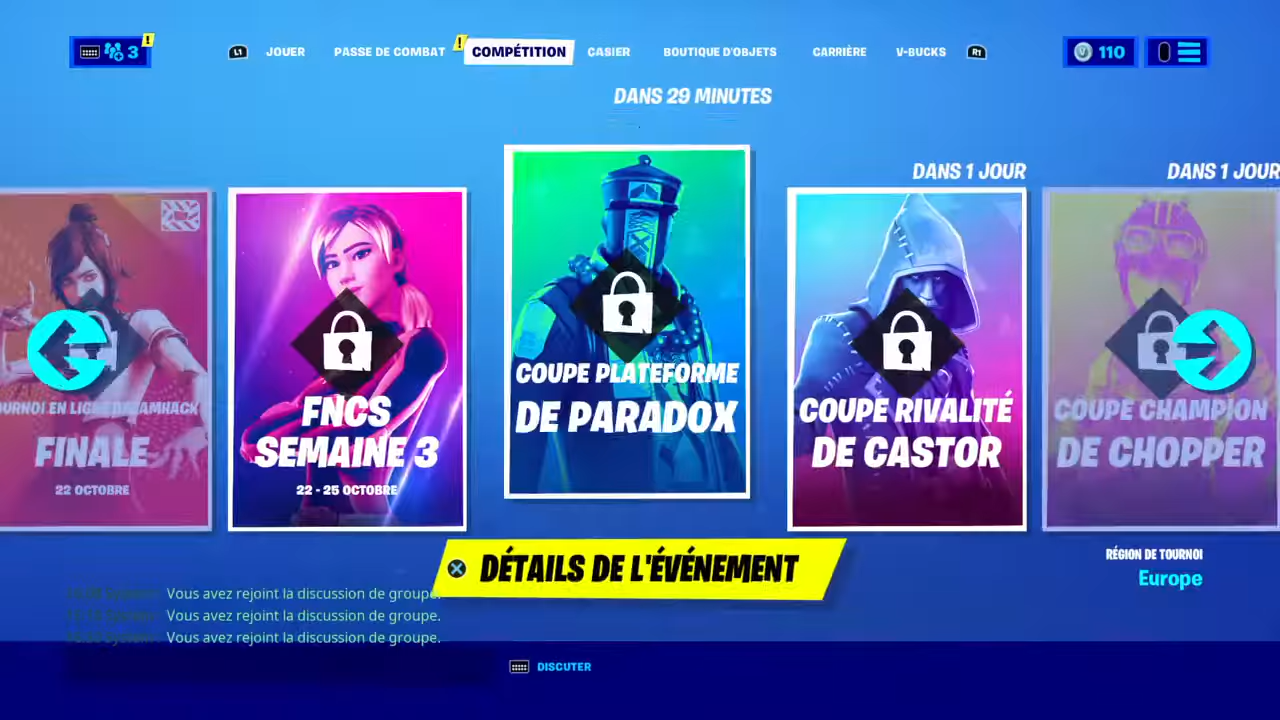 3
L1
JOUER
PASSE DE COMBAT
COMPÉTITION
CASIER
BOUTIQUE D'OBJETS
CARRIÈRE
V-BUCKS
R1
110
DANS 29 MINUTES
DANS 1 JOUR
DANS 1 JOUR
FINALE
22 OCTOBRE
FNCS
SEMAINE 3
22 - 25 OCTOBRE
COUPE PLATEFORME
DE PARADOX
COUPE RIVALITÉ
DE CASTOR
COUPE CHAMPION
DE CHOPPER
DÉTAILS DE L'ÉVÉNEMENT
RÉGION DE TOURNOI
Europe
Vous avez rejoint la discussion de groupe.
Vous avez rejoint la discussion de groupe.
Vous avez rejoint la discussion de groupe.
DISCUTER